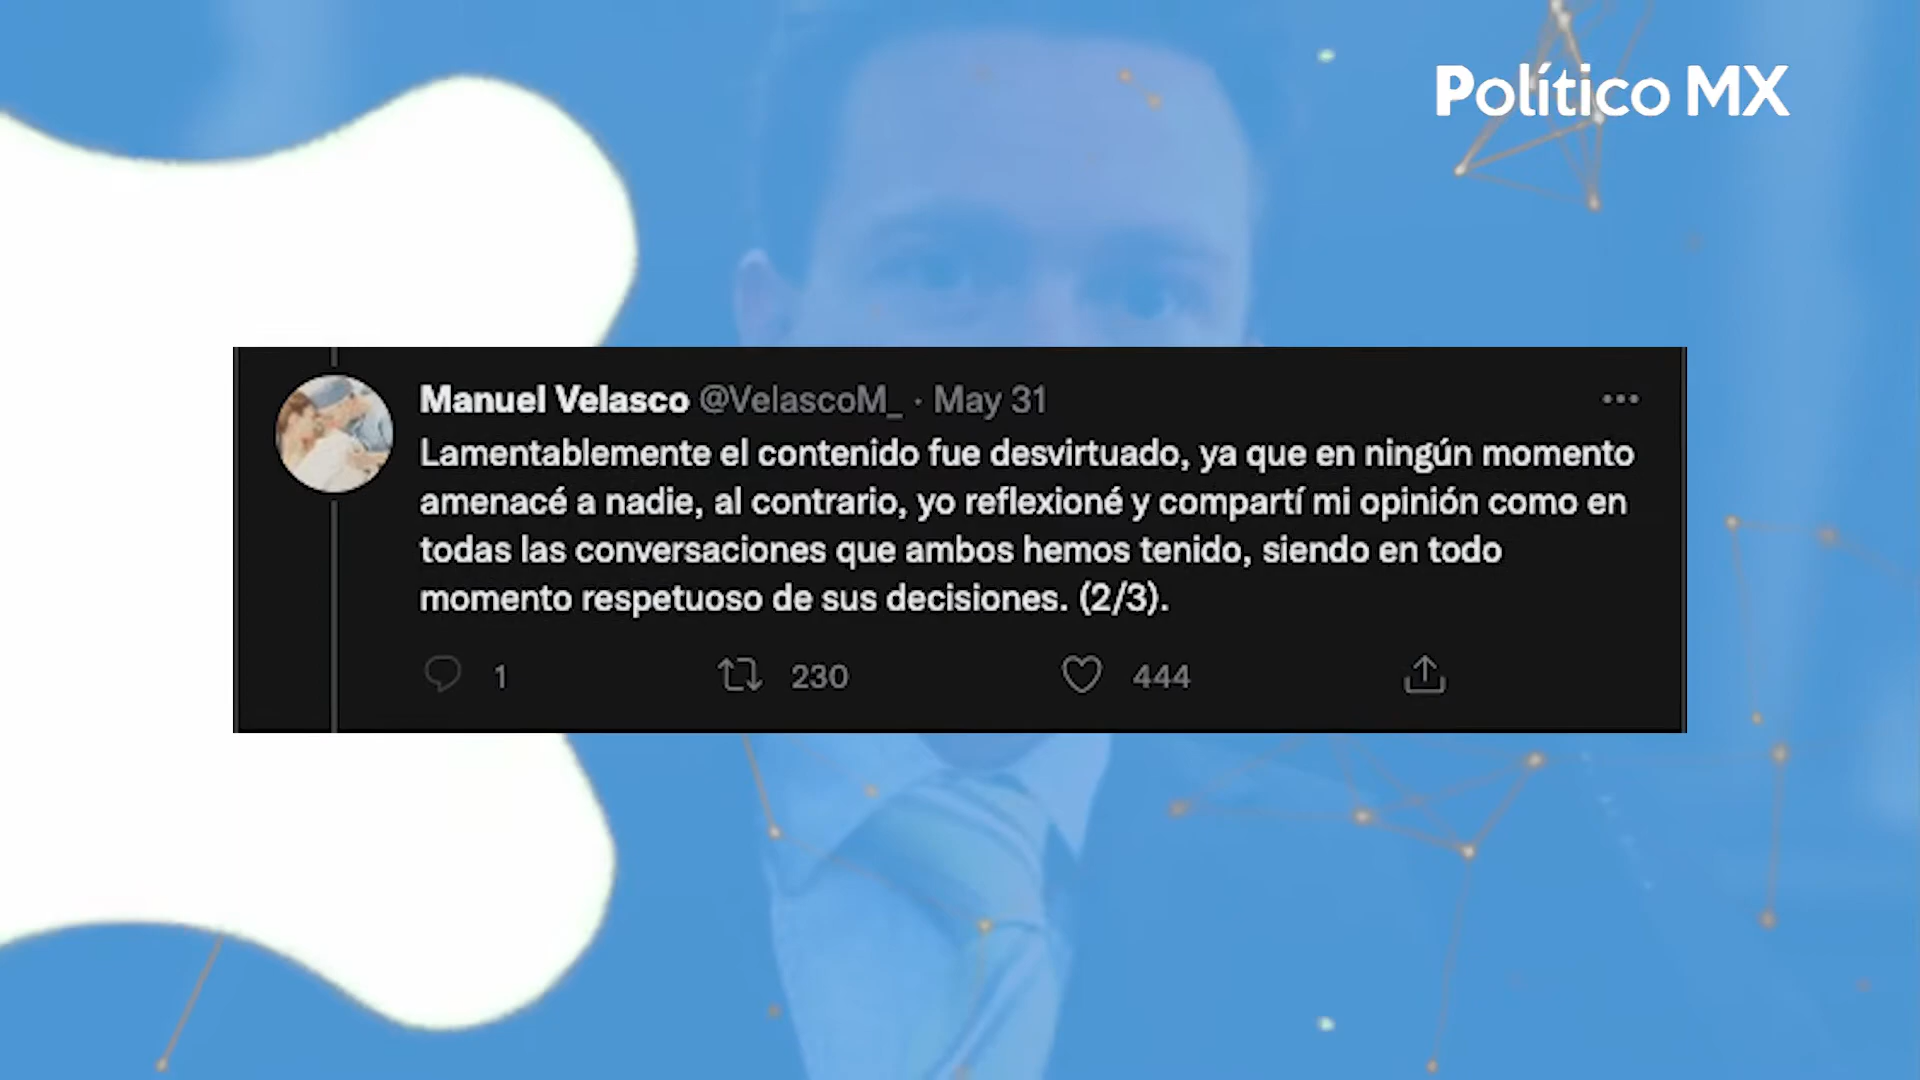 Político MX
Manuel Velasco @VelascoM_ · May 31
Lamentablemente el contenido fue desvirtuado, ya que en ningún momento
amenacé a nadie, al contrario, yo reflexioné y compartí mi opinión como en
todas las conversaciones que ambos hemos tenido, siendo en todo
momento respetuoso de sus decisiones. (2/3).
1 230 444